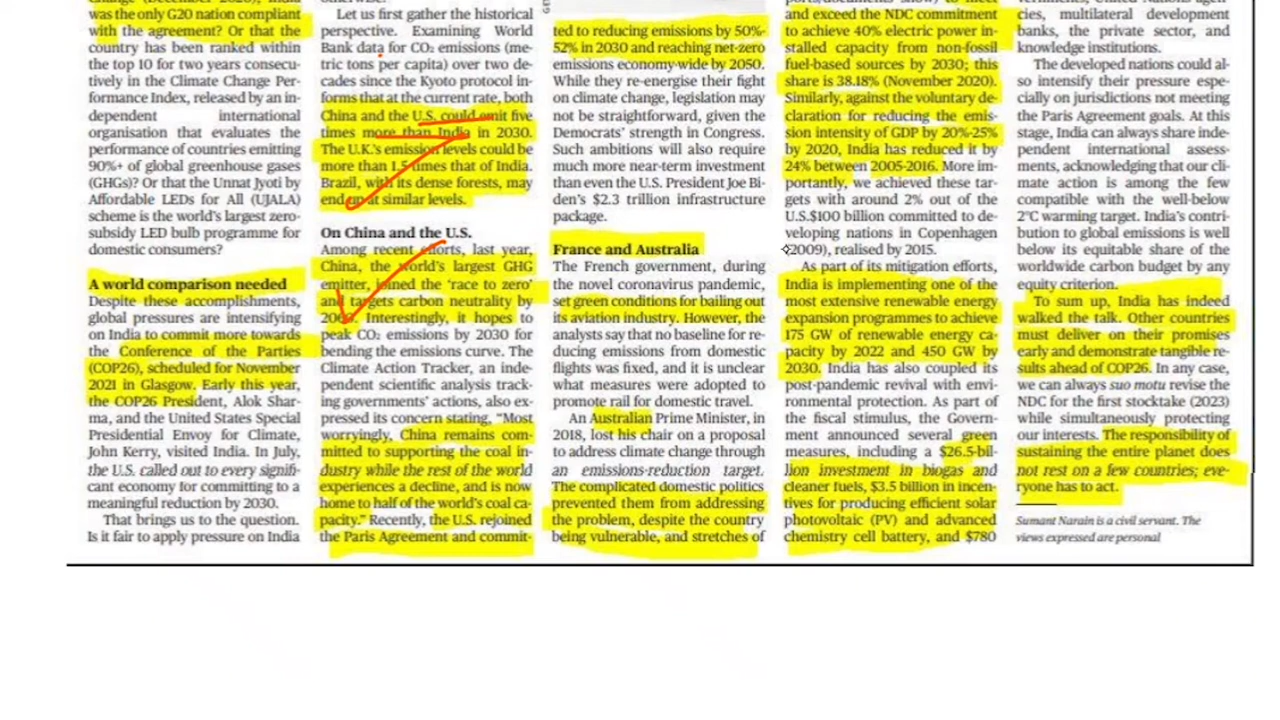 Change (December 2020), India
was the only G20 nation compliant
with the agreement? Or that the
country has been ranked within
the top 10 for two years consecu-
tively in the Climate Change Per-
formance Index, released by an in-
dependent international
organisation that evaluates the
performance of countries emitting
90%+ of global greenhouse gases
(GHGs)? Or that the Unnat Jyoti by
Affordable LEDs for All (UJALA)
scheme is the world's largest zero-
subsidy LED bulb programme for
domestic consumers?
A world comparison needed
Despite these accomplishments,
global pressures are intensifying
on India to commit more towards
the Conference of the Parties
(COP26), scheduled for November
2021 in Glasgow. Early this year,
the COP26 President, Alok Shar-
ma, and the United States Special
Presidential Envoy for Climate,
John Kerry, visited India. In July,
the U.S. called out to every signifi-
cant economy for committing to a
meaningful reduction by 2030.
That brings us to the question.
Is it fair to apply pressure on India
otherwise.
Let us first gather the historical
perspective. Examining World
Bank data for CO₂ emissions (me-
tric tons per capita) over two de-
cades since the Kyoto protocol in-
forms that at the current rate, both
China and the U.S. could emit five
times more than India in 2030.
The U.K.'s emission levels could be
more than 1.5 times that of India.
Brazil, with its dense forests, may
end up at similar levels.
On China and the U.S.
Among recent efforts, last year,
China, the world's largest GHG
emitter, joined the 'race to zero'
and targets carbon neutrality by
Interestingly, it hopes to
peak CO₂ emissions by 2030 for
bending the emissions curve. The
Climate Action Tracker, an inde-
pendent scientific analysis track-
ing governments' actions, also ex-
pressed its concern stating, "Most
worryingly, China remains com-
mitted to supporting the coal in-
dustry while the rest of the world
experiences a decline, and is now
home to half of the world's coal ca-
pacity." Recently, the U.S. rejoined
the Paris Agreement and commit-
ted to reducing emissions by 50%-
52% in 2030 and reaching net-zero
emissions economy-wide by 2050.
While they re-energise their fight
on climate change, legislation may
not be straightforward, given the
Democrats' strength in Congress.
Such ambitions will also require
much more near-term investment
than even the U.S. President Joe Bi-
den's $2.3 trillion infrastructure
package.
France and Australia
The French government, during
the novel coronavirus pandemic,
set green conditions for bailing out
its aviation industry. However, the
analysts say that no baseline for re-
ducing emissions from domestic
flights was fixed, and it is unclear
what measures were adopted to
promote rail for domestic travel.
An Australian Prime Minister, in
2018, lost his chair on a proposal
to address climate change through
an emissions-reduction target.
The complicated domestic politics
prevented them from addressing
the problem, despite the country
being vulnerable, and stretches of
and exceed the NDC commitment
to achieve 40% electric power in-
stalled capacity from non-fossil
fuel-based sources by 2030; this
share is 38.18% (November 2020).
Similarly, against the voluntary de-
claration for reducing the emis-
sion intensity of GDP by 20%-25%
by 2020, India has reduced it by
24% between 2005-2016. More im-
portantly, we achieved these tar-
gets with around 2% out of the
U.S.$100 billion committed to de-
veloping nations in Copenhagen
(2009), realised by 2015.
As part of its mitigation efforts,
India is implementing one of the
most extensive renewable energy
expansion programmes to achieve
175 GW of renewable energy ca-
pacity by 2022 and 450 GW by
2030. India has also coupled its
post-pandemic revival with envi-
ronmental protection. As part of
the fiscal stimulus, the Govern-
ment announced several green
measures, including a $26.5-bil-
lion investment in biogas and
cleaner fuels, $3.5 billion in incen-
tives for producing efficient solar
photovoltaic (PV) and advanced
chemistry cell battery, and $780
cies, multilateral development
banks, the private sector, and
knowledge institutions.
The developed nations could al-
so intensify their pressure espe-
cially on jurisdictions not meeting
the Paris Agreement goals. At this
stage, India can always share inde-
pendent international assess-
ments, acknowledging that our cli-
mate action is among the few
compatible with the well-below
2°C warming target. India's contri-
bution to global emissions is well
below its equitable share of the
worldwide carbon budget by any
equity criterion.
To sum up, India has indeed
walked the talk. Other countries
must deliver on their promises
early and demonstrate tangible re-
sults ahead of COP26. In any case,
we can always suo motu revise the
NDC for the first stocktake (2023)
while simultaneously protecting
our interests. The responsibility of
sustaining the entire planet does
not rest on a few countries; eve-
ryone has to act.
Sumant Narain is a civil servant. The
views expressed are personal